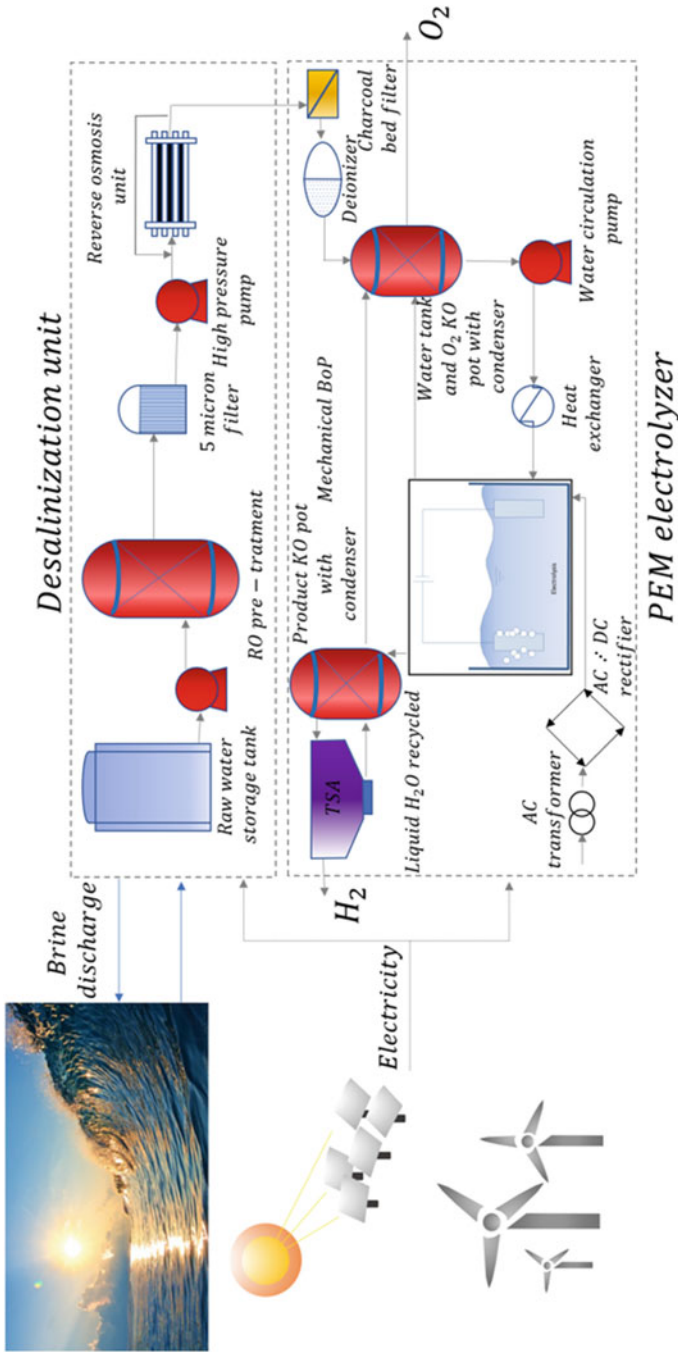 Brine
discharge
Desalinization unit
Raw water
storage tank
RO pre − tratment
5 micron
filter
High pressure
pump
Reverse osmosis
unit
Electricity
H₂
TSA
Product KO pot
with
condenser
Liquid H₂O recycled
Mechanical BoP
Deionizer
Charcoal
bed filter
O₂
Water tank
and O₂ KO
pot with
condenser
Water circulation
pump
Heat
exchanger
Electrolysis
AC
transformer
AC ⁖ DC
rectifier
PEM electrolyzer